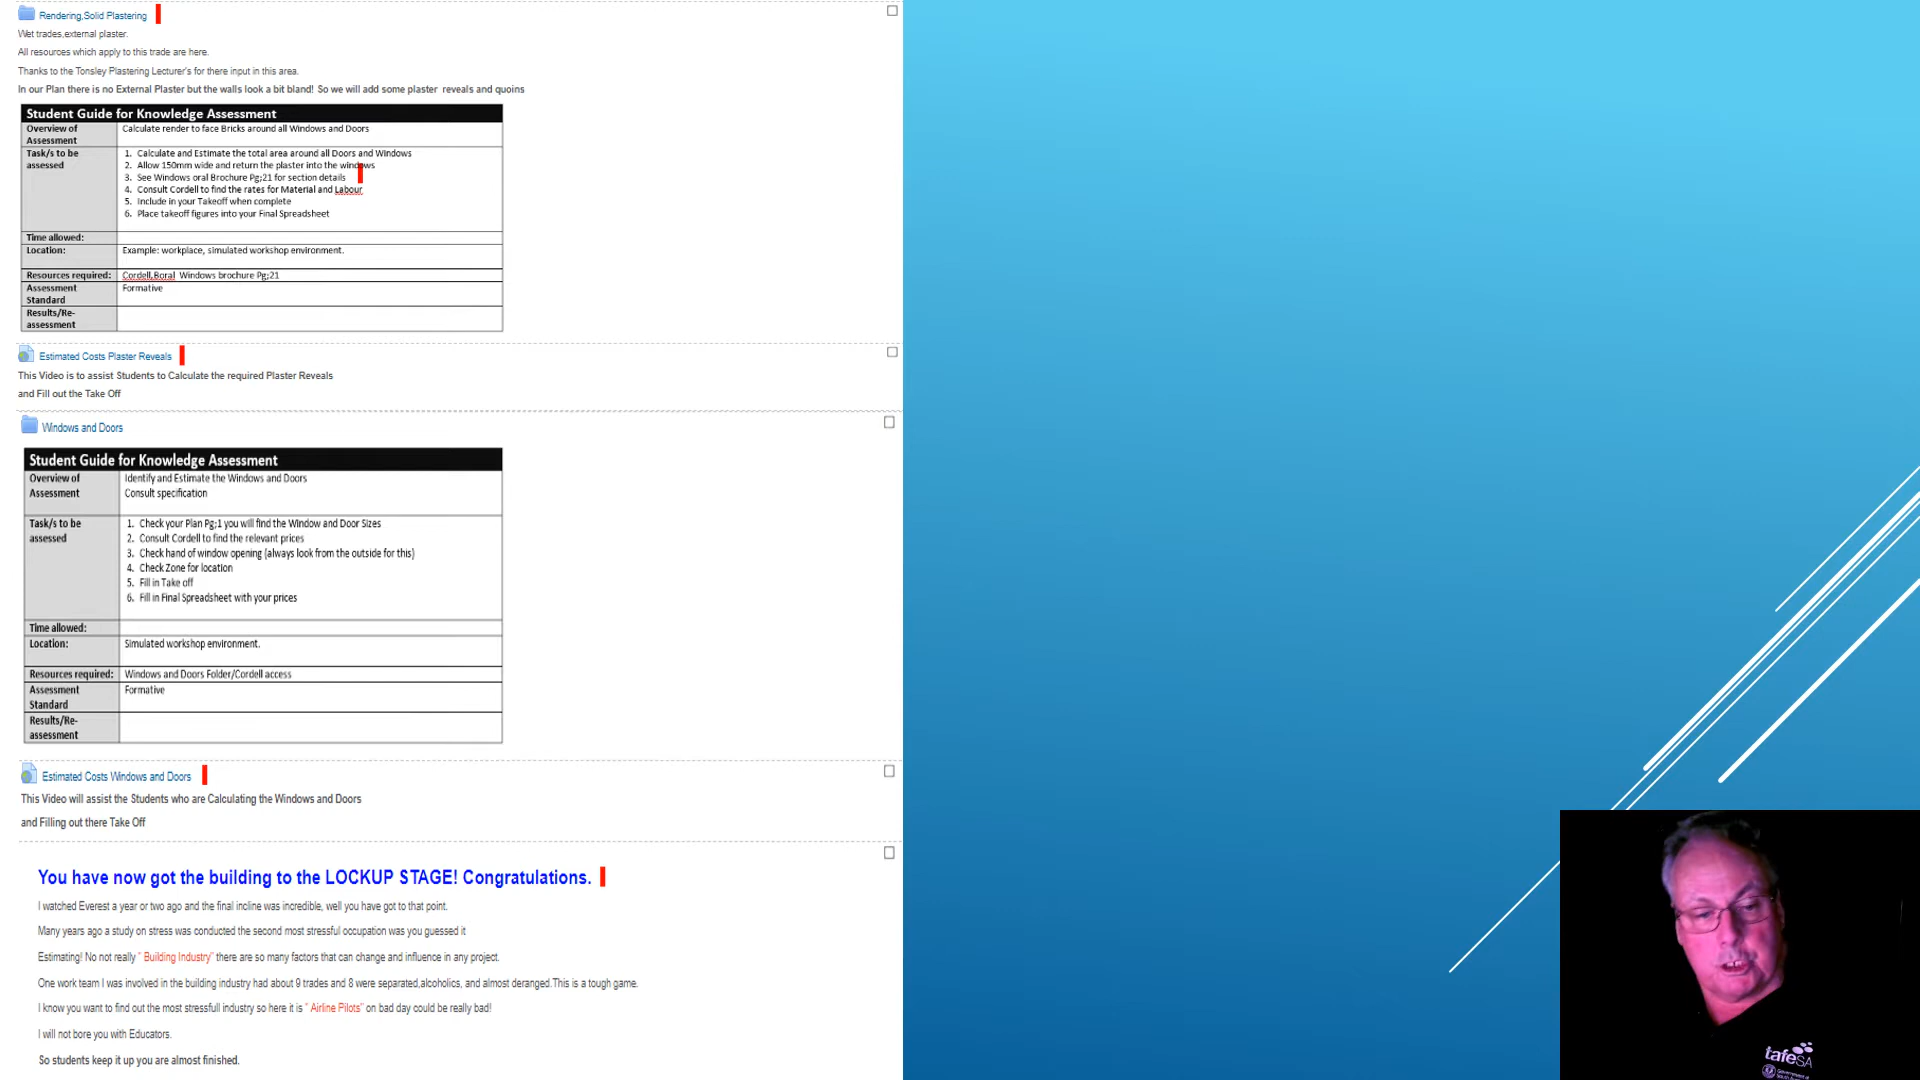 Rendering,Solid Plastering
Wet trades,external plaster.
All resources which apply to this trade are here.
Thanks to the Tonsley Plastering Lecturer's for there input in this area.
In our Plan there is no External Plaster but the walls look a bit bland! So we will add some plaster reveals and quoins
Student Guide for Knowledge Assessment
Overview of Assessment
Calculate render to face Bricks around all Windows and Doors
Task/s to be assessed
1. Calculate and Estimate the total area around all Doors and Windows
2. Allow 150mm wide and return the plaster into the windows
3. See Windows oral Brochure Pg;21 for section details
4. Consult Cordell to find the rates for Material and Labour
5. Include in your Takeoff when complete
6. Place takeoff figures into your Final Spreadsheet
Time allowed:
Location:
Example: workplace, simulated workshop environment.
Resources required:
Cordell,Boral Windows brochure Pg;21
Assessment Standard
Formative
Results/Re-assessment
Estimated Costs Plaster Reveals
This Video is to assist Students to Calculate the required Plaster Reveals
and Fill out the Take Off
Windows and Doors
Student Guide for Knowledge Assessment
Overview of Assessment
Identify and Estimate the Windows and Doors
Consult specification
Task/s to be assessed
1. Check your Plan Pg;1 you will find the Window and Door Sizes
2. Consult Cordell to find the relevant prices
3. Check hand of window opening (always look from the outside for this)
4. Check Zone for location
5. Fill in Take off
6. Fill in Final Spreadsheet with your prices
Time allowed:
Location:
Simulated workshop environment.
Resources required:
Windows and Doors Folder/Cordell access
Assessment Standard
Formative
Results/Re-assessment
Estimated Costs Windows and Doors
This Video will assist the Students who are Calculating the Windows and Doors
and Filling out there Take Off
You have now got the building to the LOCKUP STAGE! Congratulations.
I watched Everest a year or two ago and the final incline was incredible, well you have got to that point.
Many years ago a study on stress was conducted the second most stressful occupation was you guessed it
Estimating! No not really " Building Industry" there are so many factors that can change and influence in any project.
One work team I was involved in the building industry had about 9 trades and 8 were separated,alcoholics, and almost deranged.This is a tough game.
I know you want to find out the most stressfull industry so here it is " Airline Pilots" on bad day could be really bad!
I will not bore you with Educators.
So students keep it up you are almost finished.
tafeSA